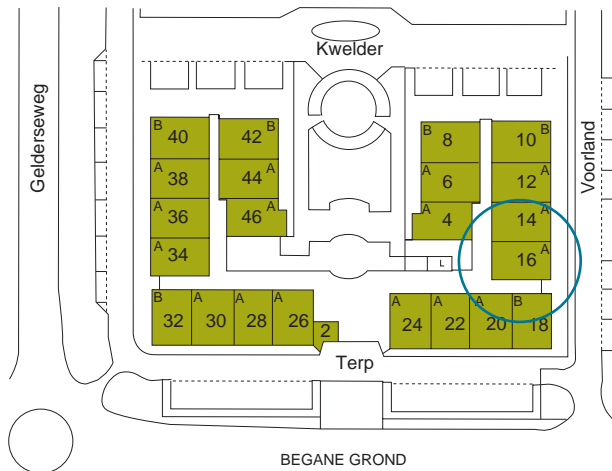 Kwelder
Gelderseweg
Voorland
B 40
B 42
B 8
10 B
A 38
44 A
A 6
12 A
A 36
46 A
A 4
14 A
A 34
16 A
L
B 32
A 30
A 28
A 26
2
A 24
A 22
A 20
B 18
Terp
BEGANE GROND